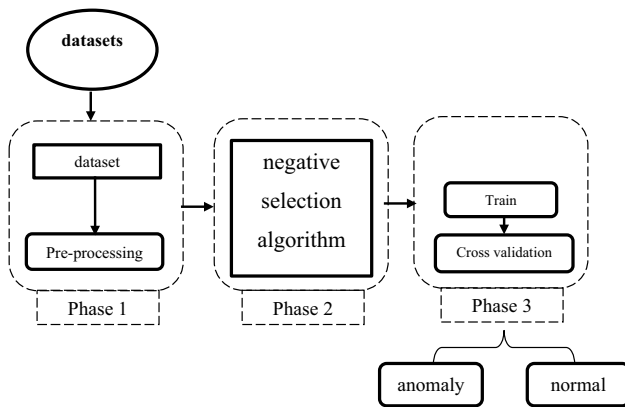 datasets
dataset
Pre-processing
Phase 1
negative
selection
algorithm
Phase 2
Train
Cross validation
Phase 3
anomaly
normal